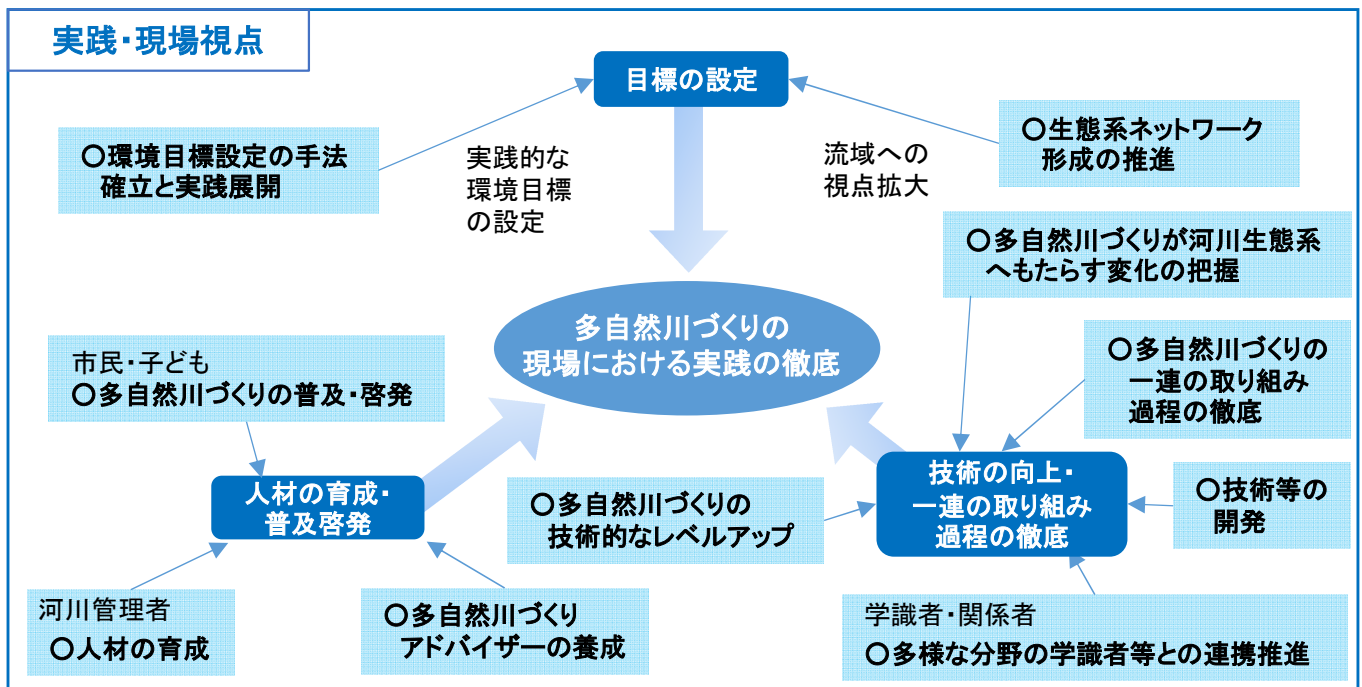 実践・現場視点
目標の設定
〇環境目標設定の手法
確立と実践展開
実践的な
環境目標
の設定
流域への
視点拡大
〇生態系ネットワーク
形成の推進
〇多自然川づくりが河川生態系
へもたらす変化の把握
多自然川づくりの
現場における実践の徹底
〇多自然川づくりの
一連の取り組み
過程の徹底
市民・子ども
〇多自然川づくりの普及・啓発
人材の育成・
普及啓発
〇多自然川づくりの
技術的なレベルアップ
技術の向上・
一連の取り組み
過程の徹底
〇技術等の
開発
河川管理者
〇人材の育成
〇多自然川づくり
アドバイザーの養成
学識者・関係者
〇多様な分野の学識者等との連携推進